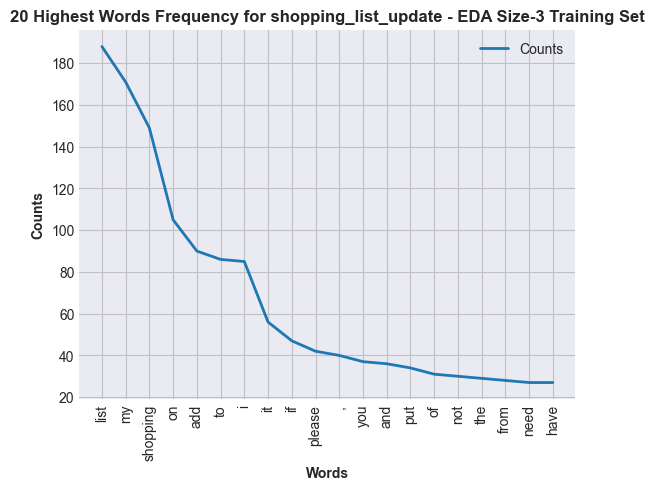 20 Highest Words Frequency for shopping_list_update - EDA Size-3 Training Set
Counts
180
160
140
120
100
80
60
40
20
Counts
list
my
shopping
on
add
to
i
it
if
please
,
you
and
put
of
not
the
from
need
have
Words